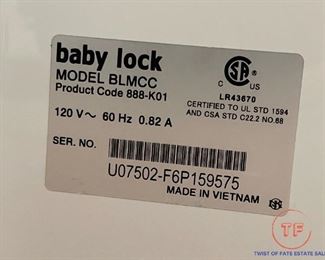 baby lock
MODEL BLMCC
Product Code 888-K01
120 V~ 60 Hz 0.82 A
C US
LR43670
CERTIFIED TO UL STD 1594
AND CSA STD C22.2 NO.68
SER. NO.
U07502-F6P159575
MADE IN VIETNAM
TF
TWIST OF FATE ESTATE SALES